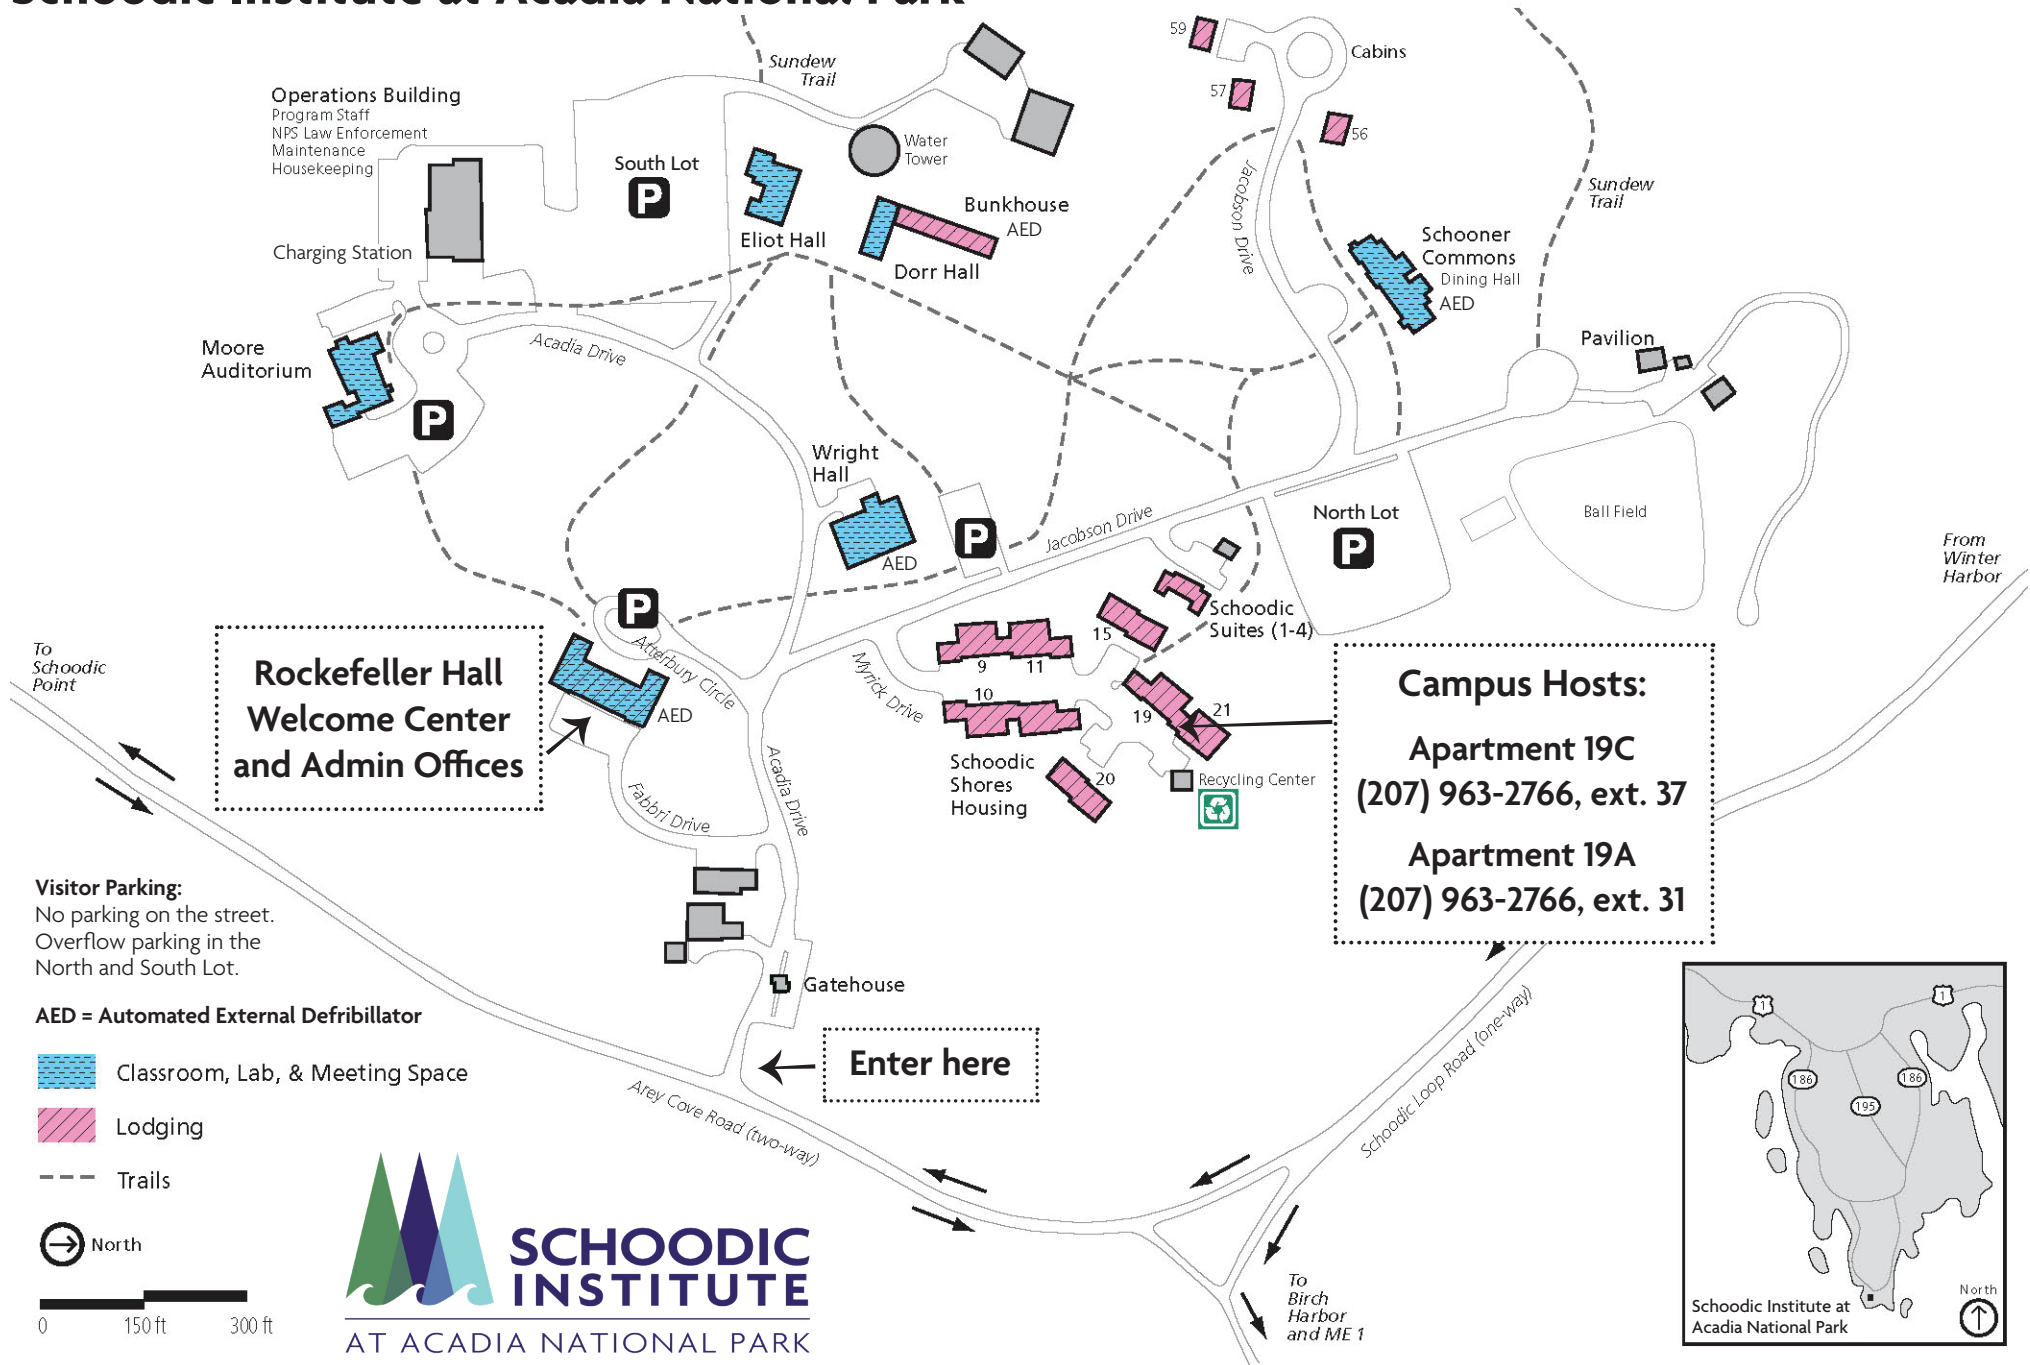 Schoodic Institute at Acadia National Park
Sundew
Trail
59
57
56
Cabins
Operations Building
Program Staff
NPS Law Enforcement
Maintenance
Housekeeping
Charging Station
South Lot
P
Water
Tower
Eliot Hall
Bunkhouse
AED
Dorr Hall
Jacobson Drive
Schooner
Commons
Dining Hall
AED
Sundew
Trail
Pavilion
Moore
Auditorium
P
Acadia Drive
Wright
Hall
AED
P
Jacobson Drive
North Lot
P
Ball Field
From
Winter
Harbor
To
Schoodic
Point
P
Atterbury Circle
Rockefeller Hall
Welcome Center
and Admin Offices
AED
Fabbri Drive
Acadia Drive
Myrick Drive
9
11
10
15
Schoodic
Suites (1-4)
19
21
20
Schoodic
Shores
Housing
Recycling Center
Campus Hosts:
Apartment 19C
(207) 963-2766, ext. 37
Apartment 19A
(207) 963-2766, ext. 31
Gatehouse
Enter here
Arey Cove Road (two-way)
Schoodic Loop Road (one-way)
To
Birch
Harbor
and ME 1
Visitor Parking:
No parking on the street.
Overflow parking in the
North and South Lot.
AED = Automated External Defribillator
Classroom, Lab, & Meeting Space
Lodging
Trails
North
0 150 ft 300 ft
SCHOODIC
INSTITUTE
AT ACADIA NATIONAL PARK
1
1
186
186
195
Schoodic Institute at
Acadia National Park
North